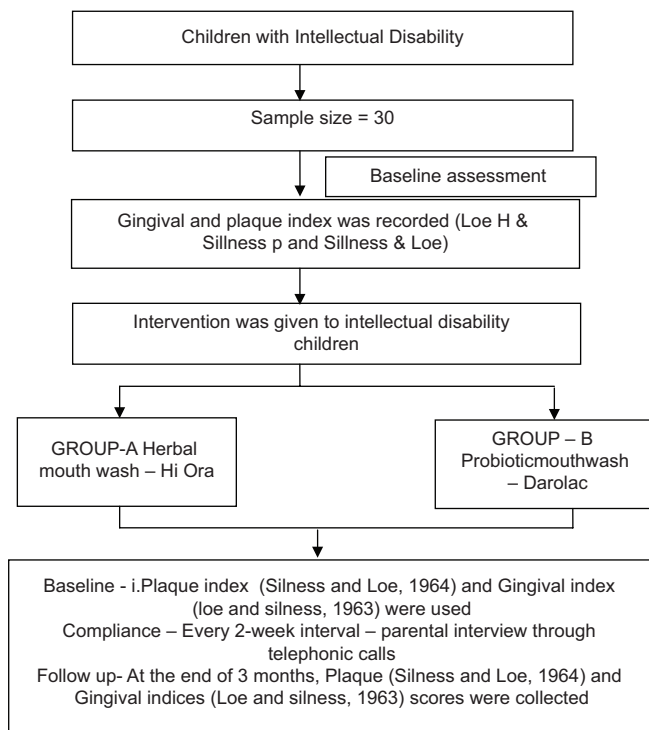 Children with Intellectual Disability
Sample size = 30
Baseline assessment
Gingival and plaque index was recorded (Loe H &
Sillness p and Sillness & Loe)
Intervention was given to intellectual disability
children
GROUP-A Herbal
mouth wash – Hi Ora
GROUP – B
Probioticmouthwash
– Darolac
Baseline - i.Plaque index (Silness and Loe, 1964) and Gingival index
(loe and silness, 1963) were used
Compliance – Every 2-week interval – parental interview through
telephonic calls
Follow up- At the end of 3 months, Plaque (Silness and Loe, 1964) and
Gingival indices (Loe and silness, 1963) scores were collected